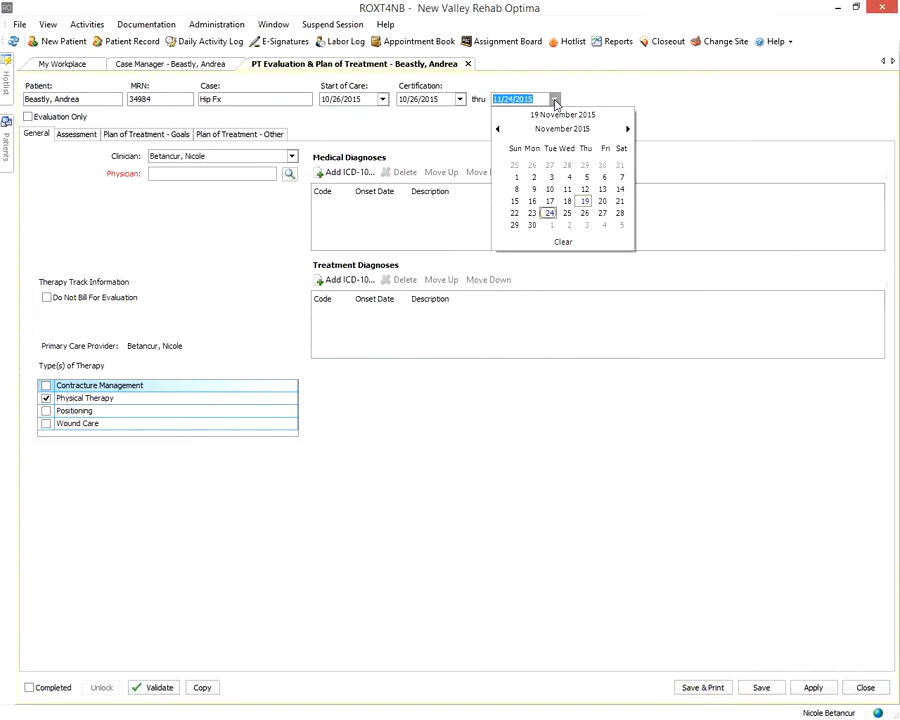 RO
ROXT4NB - New Valley Rehab Optima
File View Activities Documentation Administration Window Suspend Session Help
New Patient Patient Record Daily Activity Log E-Signatures Labor Log Appointment Book Assignment Board Hotlist Reports Closeout Change Site Help
My Workplace Case Manager - Beastly, Andrea PT Evaluation & Plan of Treatment - Beastly, Andrea
Hotlist
Patients
Patient: MRN: Case: Start of Care: Certification:
Beastly, Andrea 34984 Hip Fx 10/26/2015 10/26/2015 thru 11/24/2015
Evaluation Only
General Assessment Plan of Treatment - Goals Plan of Treatment - Other
19 November 2015
November 2015
Sun Mon Tue Wed Thu Fri Sat
25 26 27 28 29 30 31
1 2 3 4 5 6 7
8 9 10 11 12 13 14
15 16 17 18 19 20 21
22 23 24 25 26 27 28
29 30 1 2 3 4 5
Clear
Clinician: Betancur, Nicole
Physician:
Medical Diagnoses
Add ICD-10... Delete Move Up Move
Code Onset Date Description
Treatment Diagnoses
Add ICD-10... Delete Move Up Move Down
Code Onset Date Description
Therapy Track Information
Do Not Bill For Evaluation
Primary Care Provider: Betancur, Nicole
Type(s) of Therapy
Contracture Management
Physical Therapy
Positioning
Wound Care
Completed Unlock Validate Copy Save & Print Save Apply Close
Nicole Betancur